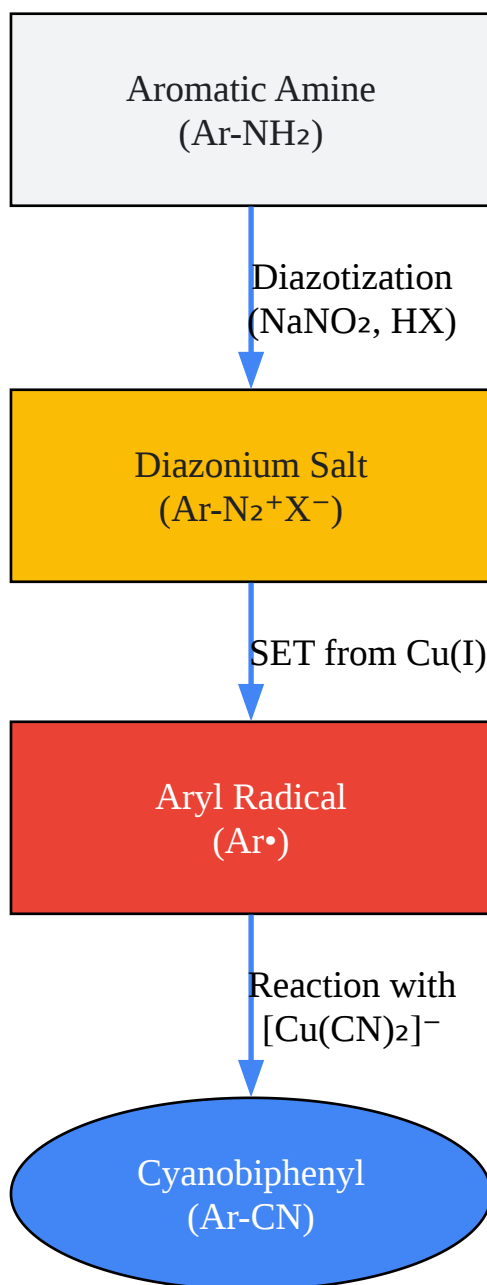 Aromatic Amine
(Ar-NH₂)
Diazotization
(NaNO₂, HX)
Diazonium Salt
(Ar-N₂⁺X⁻)
SET from Cu(I)
Aryl Radical
(Ar•)
Reaction with
[Cu(CN)₂]⁻
Cyanobiphenyl
(Ar-CN)